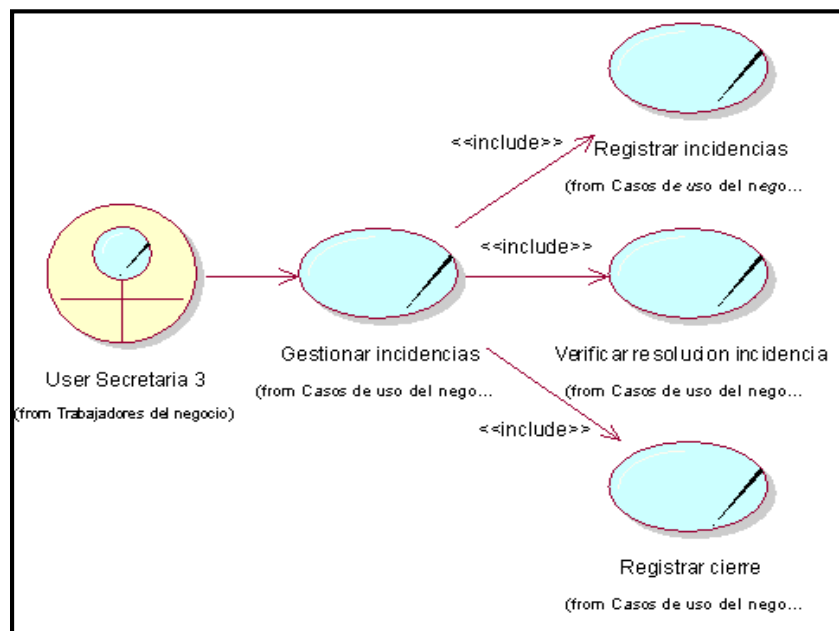 <<include>>
Registrar incidencias
(from Casos de uso del nego...
<<include>>
User Secretaria 3
(from Trabajadores del negocio)
Gestionar incidencias
(from Casos de uso del nego...
Verificar resolucion incidencia
(from Casos de uso del nego...
<<include>>
Registrar cierre
(from Casos de uso del nego...